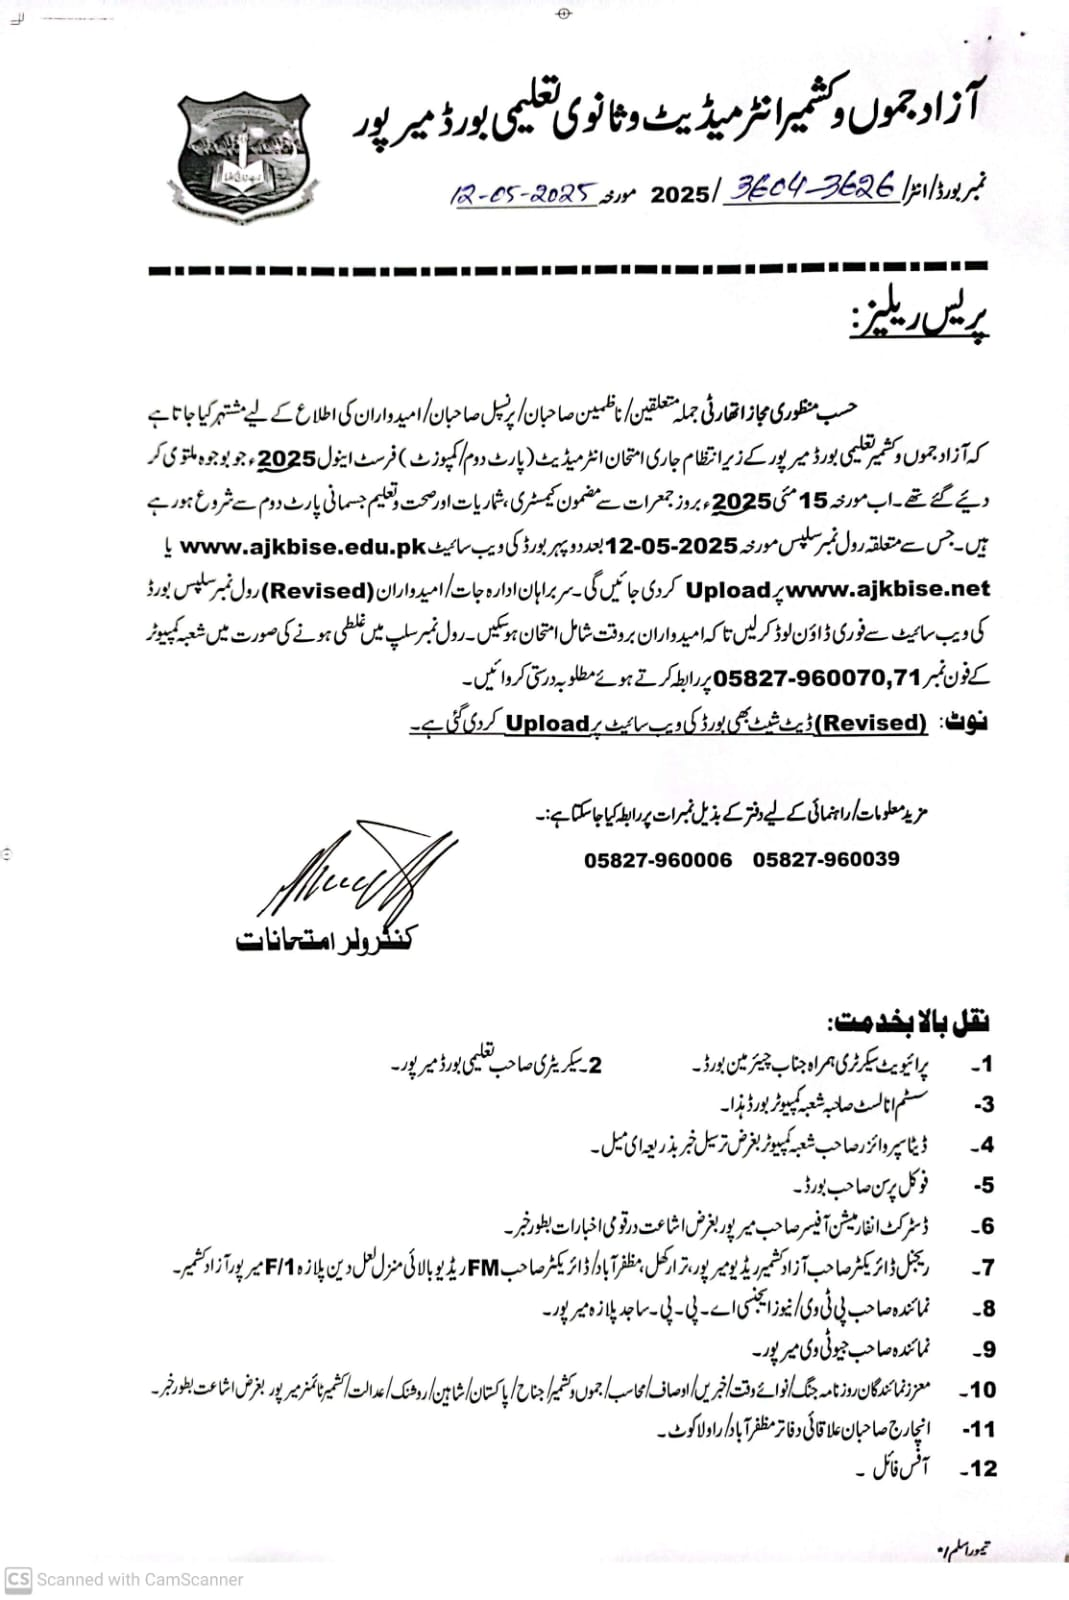 آزاد جموں و کشمیر انٹرمیڈیٹ و ثانوی تعلیمی بورڈ میرپور
نمبر بورڈ/انٹر/ 3604-3626 /2025 مورخہ 12-05-2025
پریس ریلیز:
حسب منظوری مجاز اتھارٹی جملہ متعلقین/ناظمین صاحبان/پرنسپل صاحبان/امیدواران کی اطلاع کے لیے مشتہر کیا جاتا ہے
کہ آزاد جموں و کشمیر تعلیمی بورڈ میرپور کے زیر انتظام جاری امتحان انٹرمیڈیٹ (پارٹ دوم/کمپوزٹ) فرسٹ اینول 2025ء جو بوجوہ ملتوی کر
دیئے گئے تھے۔ اب مورخہ 15 مئی 2025ء بروز جمعرات سے مضمون کیمسٹری، شماریات اور صحت و تعلیم جسمانی پارٹ دوم سے شروع ہو رہے
ہیں۔ جس سے متعلقہ رول نمبر سلپس مورخہ 12-05-2025 بعد دوپہر بورڈ کی ویب سائیٹ www.ajkbise.edu.pk یا
www.ajkbise.net پر Upload کر دی جائیں گی۔ سربراہان ادارہ جات/امیدواران (Revised) رول نمبر سلپس بورڈ
کی ویب سائیٹ سے فوری ڈاؤن لوڈ کر لیں تا کہ امیدواران بروقت شامل امتحان ہو سکیں۔ رول نمبر سلپ میں غلطی ہونے کی صورت میں شعبہ کمپیوٹر
کے فون نمبر 05827-960070,71 پر رابطہ کرتے ہوئے مطلوبہ درستی کروائیں۔
نوٹ: (Revised) ڈیٹ شیٹ بھی بورڈ کی ویب سائیٹ پر Upload کر دی گئی ہے۔
مزید معلومات/راہنمائی کے لیے دفتر کے بذیل نمبرات پر رابطہ کیا جا سکتا ہے:۔
05827-960006 05827-960039
کنٹرولر امتحانات
نقل بالا بخدمت:
1۔ پرائیویٹ سیکرٹری ہمراہ جناب چیئرمین بورڈ۔ 2۔ سیکریٹری صاحب تعلیمی بورڈ میرپور۔
3- سسٹم انالسٹ صاحبہ شعبہ کمپیوٹر بورڈ ہذا۔
4۔ ڈیٹا سپروائزر صاحب شعبہ کمپیوٹر بغرض ترسیل خبر بذریعہ ای میل۔
5- فوکل پرسن صاحب بورڈ۔
6۔ ڈسٹرکٹ انفارمیشن آفیسر صاحب میرپور بغرض اشاعت در قومی اخبارات بطور خبر۔
7۔ ریجنل ڈائریکٹر صاحب آزاد کشمیر ریڈیو میرپور، تراڑکھل، مظفرآباد/ڈائریکٹر صاحب FM ریڈیو بالائی منزل لعل دین پلازہ F/1 میرپور آزاد کشمیر۔
8۔ نمائندہ صاحب پی ٹی وی/نیوز ایجنسی اے۔ پی۔ پی۔ ساجد پلازہ میرپور۔
9۔ نمائندہ صاحب جیو ٹی وی میرپور۔
10۔ معزز نمائندگان روزنامہ جنگ/نوائے وقت/خبریں/اوصاف/محاسب/جموں و کشمیر/جناح/پاکستان/شاہین/روشنک/عدالت/کشمیر ٹائمز میرپور بغرض اشاعت بطور خبر۔
11- انچارج صاحبان علاقائی دفاتر مظفرآباد/راولاکوٹ۔
12۔ آفس فائل ۔
تیمور اسلم/*
CS Scanned with CamScanner